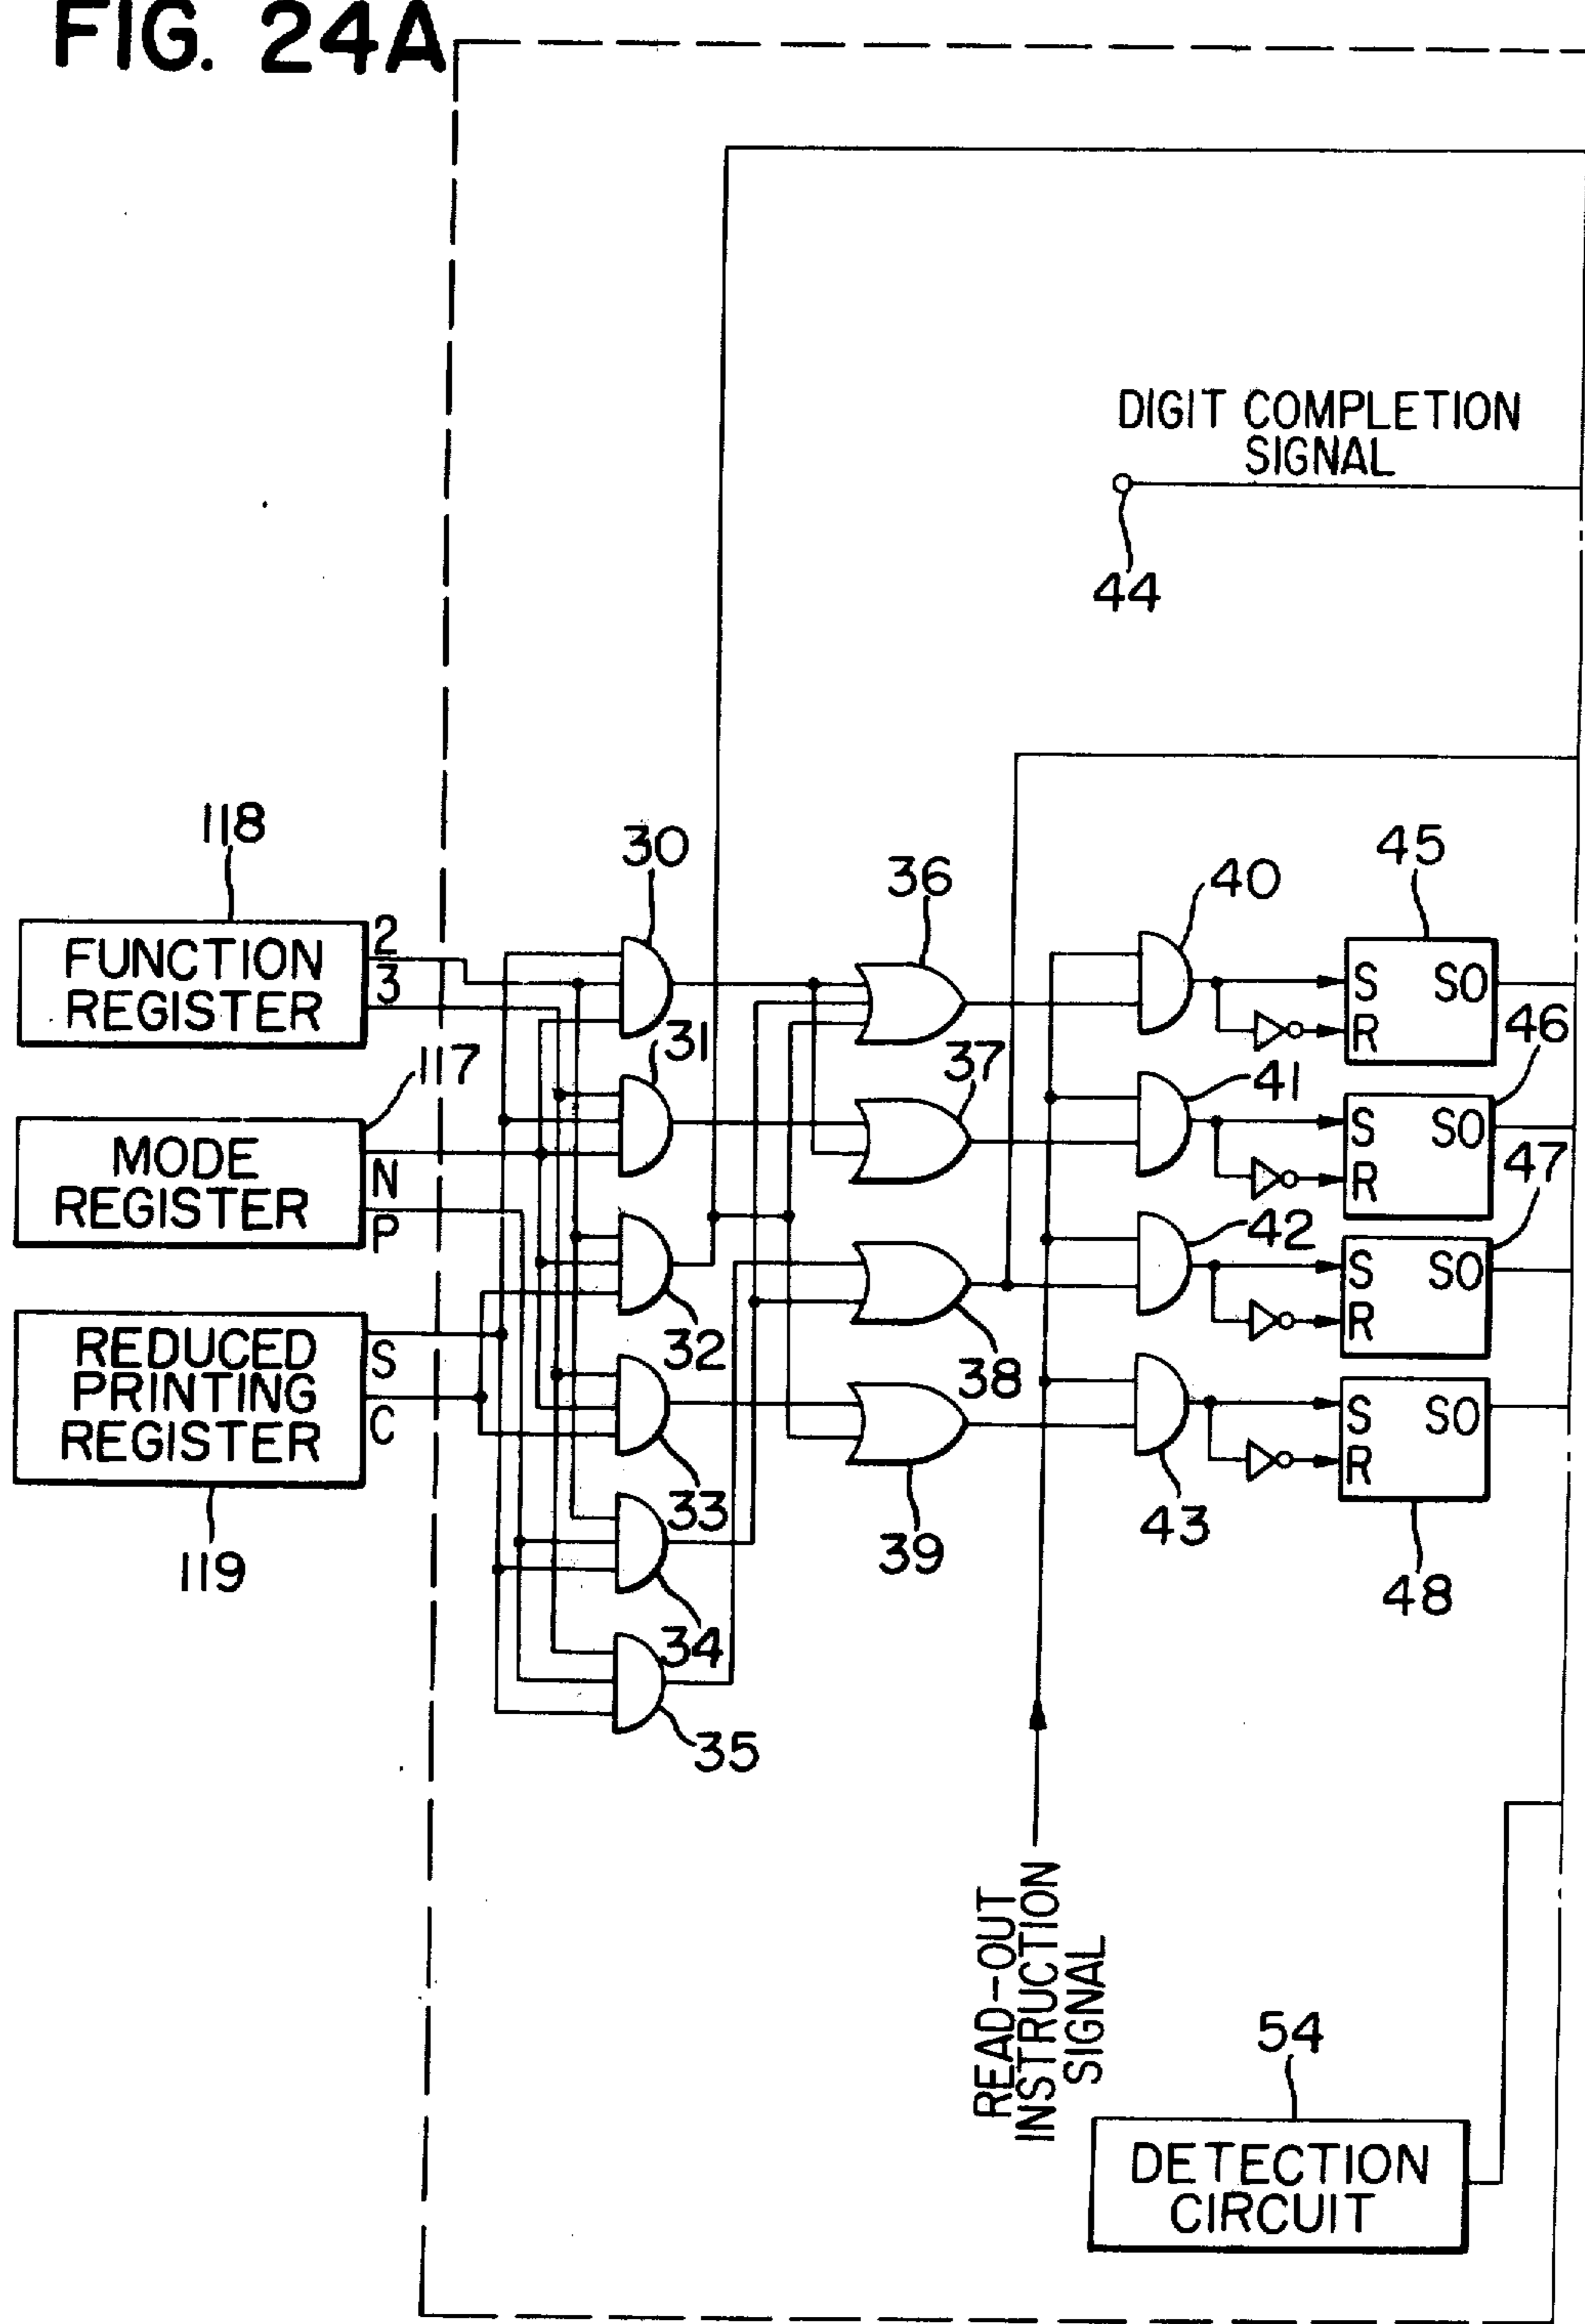 FIG. 24A
DIGIT COMPLETION
SIGNAL
44
118
30
36
40
45
FUNCTION
REGISTER
2
3
S
SO
R
46
31
37
41
117
MODE
REGISTER
N
P
S
SO
R
47
42
REDUCED
PRINTING
REGISTER
S
C
32
38
S
SO
R
S
SO
R
119
33
39
43
48
34
35
READ-OUT
INSTRUCTION
SIGNAL
54
DETECTION
CIRCUIT